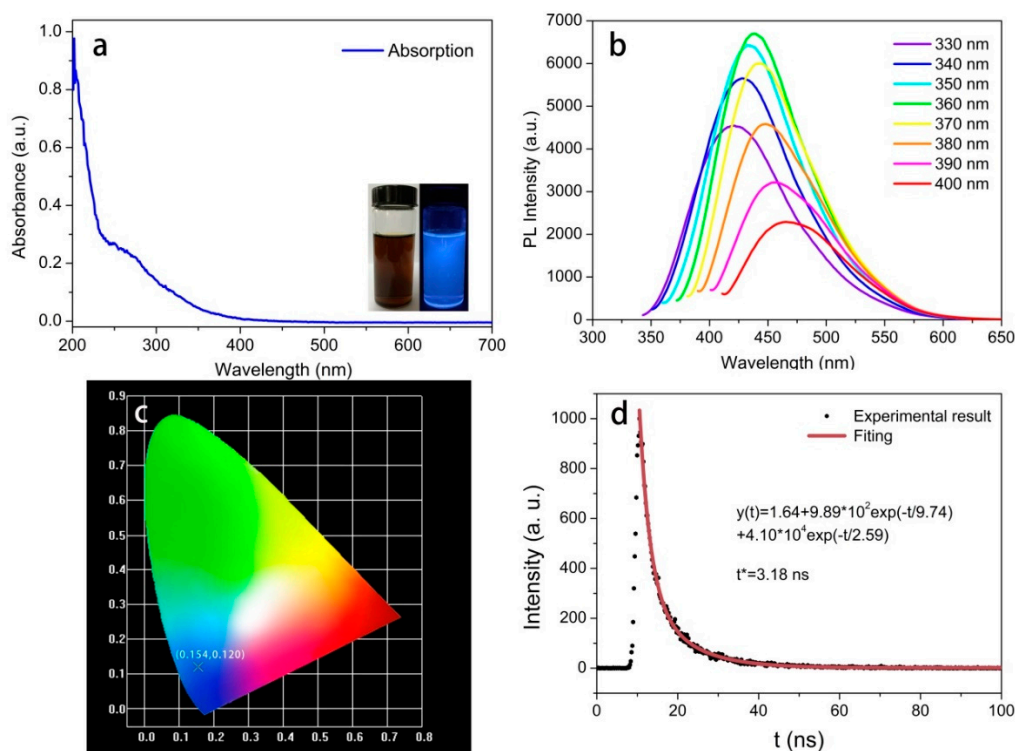 a
Absorption
Absorbance (a.u.)
1.0
0.8
0.6
0.4
0.2
0.0
200 300 400 500 600 700
Wavelength (nm)
b
330 nm
340 nm
350 nm
360 nm
370 nm
380 nm
390 nm
400 nm
PL Intensity (a.u.)
7000
6000
5000
4000
3000
2000
1000
0
300 350 400 450 500 550 600 650
Wavelength (nm)
c
0.9
0.8
0.7
0.6
0.5
0.4
0.3
0.2
0.1
0.0
(0.154,0.120)
0.0 0.1 0.2 0.3 0.4 0.5 0.6 0.7 0.8
d
Experimental result
Fiting
y(t)=1.64+9.89*10²exp(-t/9.74)
+4.10*10⁴exp(-t/2.59)
t*=3.18 ns
Intensity (a. u.)
1000
800
600
400
200
0
0 20 40 60 80 100
t (ns)